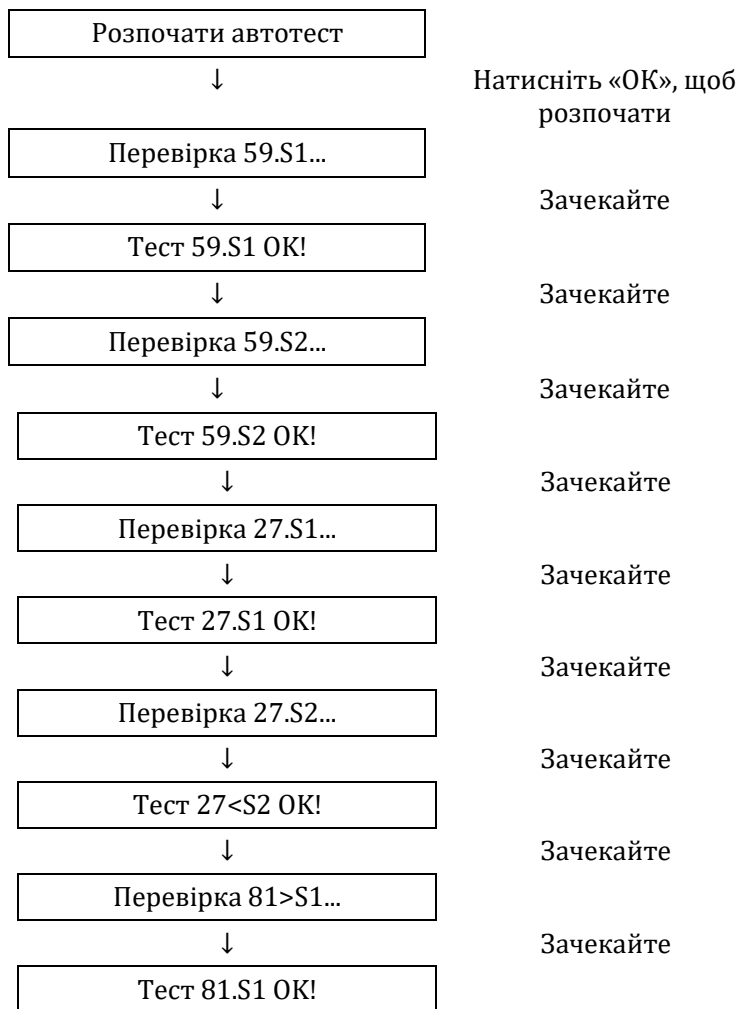 Розпочати автотест
↓ Натисніть «ОК», щоб
розпочати
Перевірка 59.S1...
↓ Зачекайте
Тест 59.S1 OK!
↓ Зачекайте
Перевірка 59.S2...
↓ Зачекайте
Тест 59.S2 OK!
↓ Зачекайте
Перевірка 27.S1...
↓ Зачекайте
Тест 27.S1 OK!
↓ Зачекайте
Перевірка 27.S2...
↓ Зачекайте
Тест 27<S2 OK!
↓ Зачекайте
Перевірка 81>S1...
↓ Зачекайте
Тест 81.S1 OK!